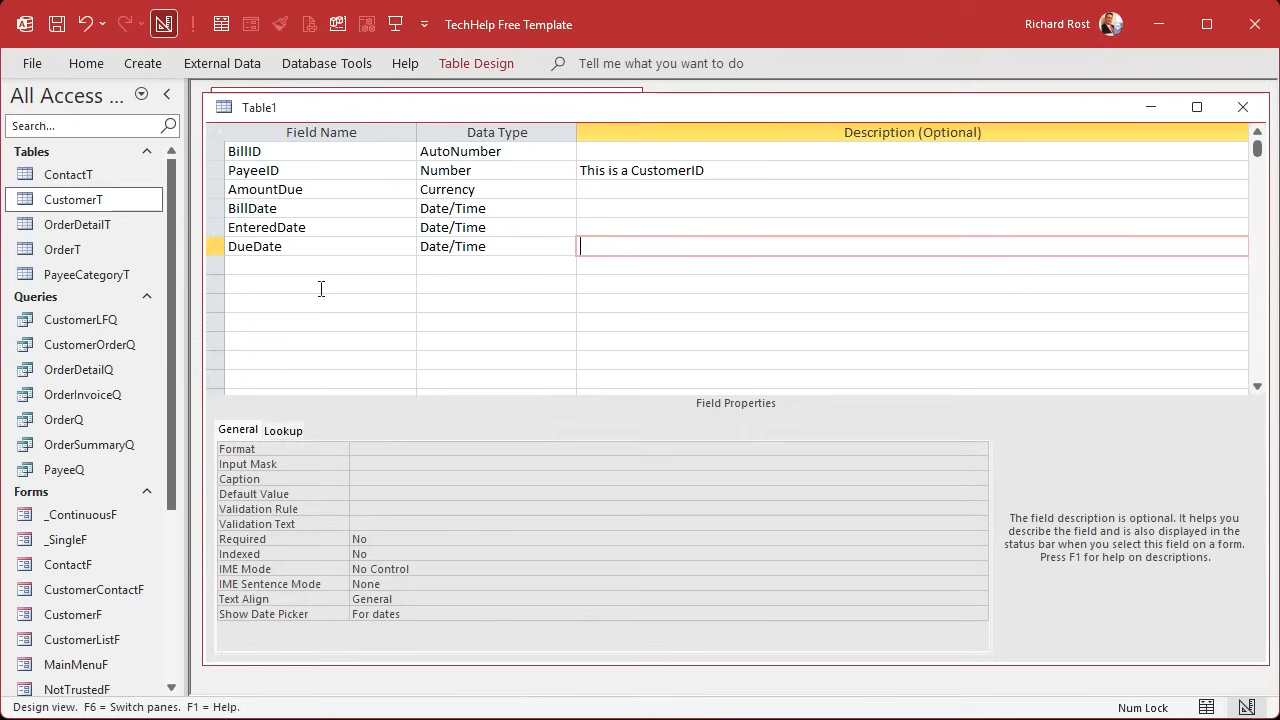 TechHelp Free Template
Richard Rost
File Home Create External Data Database Tools Help Table Design Tell me what you want to do
All Access ...
Search...
Tables
ContactT
CustomerT
OrderDetailT
OrderT
PayeeCategoryT
Queries
CustomerLFQ
CustomerOrderQ
OrderDetailQ
OrderInvoiceQ
OrderQ
OrderSummaryQ
PayeeQ
Forms
_ContinuousF
_SingleF
ContactF
CustomerContactF
CustomerF
CustomerListF
MainMenuF
NotTrustedF
Table1
Field Name Data Type Description (Optional)
BillID AutoNumber
PayeeID Number This is a CustomerID
AmountDue Currency
BillDate Date/Time
EnteredDate Date/Time
DueDate Date/Time
Field Properties
General Lookup
Format
Input Mask
Caption
Default Value
Validation Rule
Validation Text
Required No
Indexed No
IME Mode No Control
IME Sentence Mode None
Text Align General
Show Date Picker For dates
The field description is optional. It helps you
describe the field and is also displayed in the
status bar when you select this field on a form.
Press F1 for help on descriptions.
Design view. F6 = Switch panes. F1 = Help.
Num Lock